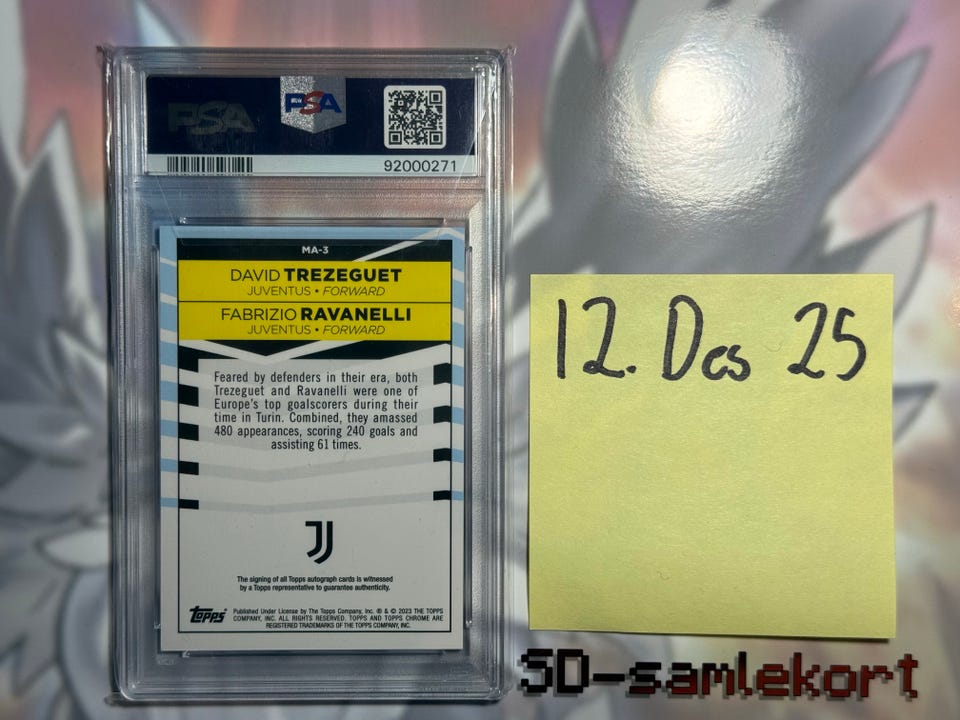 PSA
PSA
92000271
MA-3
DAVID TREZEGUET
JUVENTUS • FORWARD
FABRIZIO RAVANELLI
JUVENTUS • FORWARD
Feared by defenders in their era, both
Trezeguet and Ravanelli were one of
Europe's top goalscorers during their
time in Turin. Combined, they amassed
480 appearances, scoring 240 goals and
assisting 61 times.
The signing of all Topps autograph cards is witnessed
by a Topps representative to guarantee authenticity.
Topps
Published Under License by The Topps Company, Inc. ® & © 2023 THE TOPPS
COMPANY, INC. ALL RIGHTS RESERVED. TOPPS AND TOPPS CHROME ARE
REGISTERED TRADEMARKS OF THE TOPPS COMPANY, INC.
12. Des 25
SD-samlekort